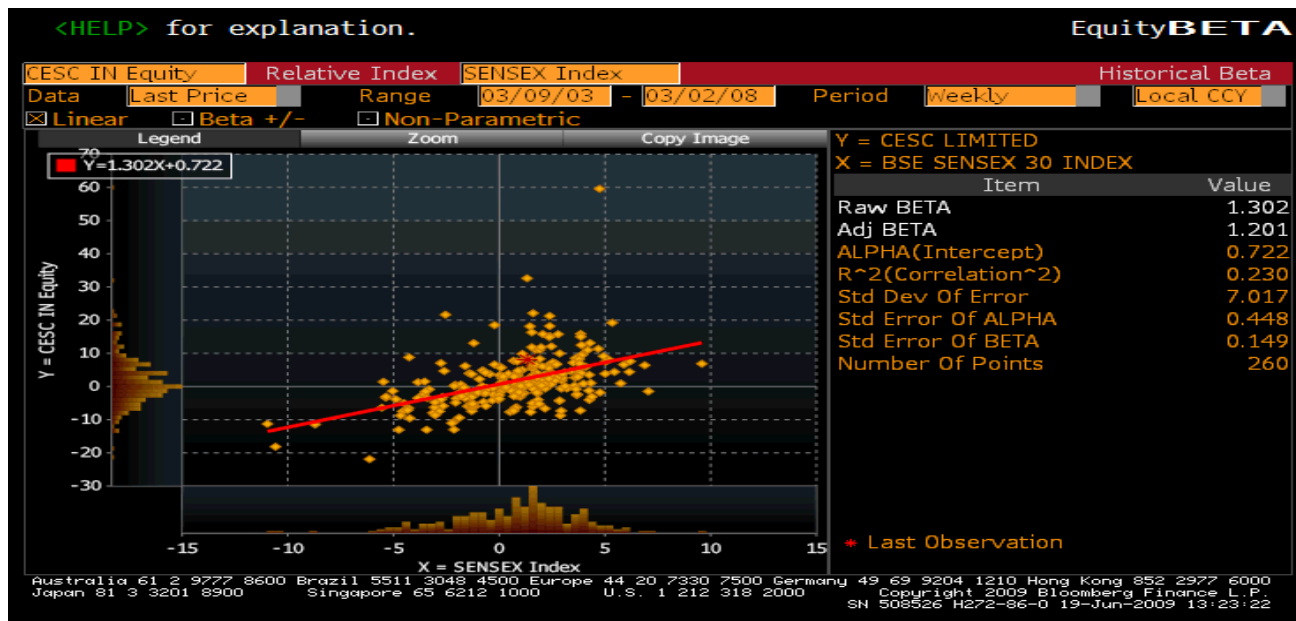 <HELP> for explanation. EquityBETA
CESC IN Equity Relative Index SENSEX Index Historical Beta
Data Last Price Range 03/09/03 - 03/02/08 Period Weekly Local CCY
Linear Beta +/- Non-Parametric
Legend Zoom Copy Image
Y=1.302X+0.722
70
60
50
40
30
20
10
0
-10
-20
-30
Y = CESC IN Equity
-15 -10 -5 0 5 10 15
X = SENSEX Index
Y = CESC LIMITED
X = BSE SENSEX 30 INDEX
Item Value
Raw BETA 1.302
Adj BETA 1.201
ALPHA(Intercept) 0.722
R^2(Correlation^2) 0.230
Std Dev Of Error 7.017
Std Error Of ALPHA 0.448
Std Error Of BETA 0.149
Number Of Points 260
* Last Observation
Australia 61 2 9777 8600 Brazil 5511 3048 4500 Europe 44 20 7330 7500 Germany 49 69 9204 1210 Hong Kong 852 2977 6000
Japan 81 3 3201 8900 Singapore 65 6212 1000 U.S. 1 212 318 2000 Copyright 2009 Bloomberg Finance L.P.
SN 508526 H272-86-0 19-Jun-2009 13:23:22